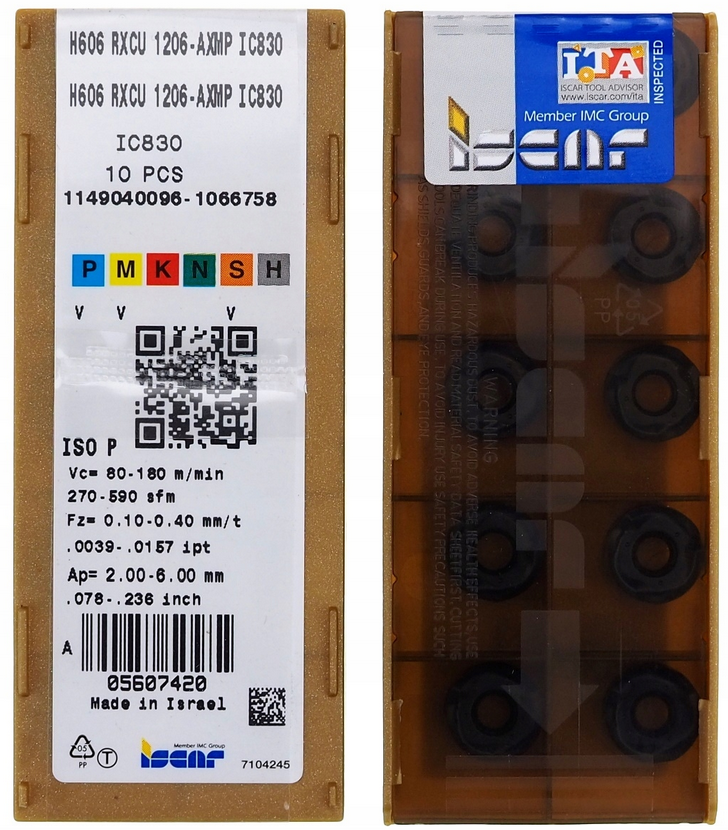 H606 RXCU 1206-AXMP IC830
H606 RXCU 1206-AXMP IC830
IC830
10 PCS
1149040096-1066758
P M K N S H
V V V
ISO P
Vc= 80-180 m/min
270-590 sfm
Fz= 0.10-0.40 mm/t
.0039-.0157 ipt
Ap= 2.00-6.00 mm
.078-.236 inch
A
05607420
Made in Israel
05
PP
T
Member IMC Group
iscar
7104245
ITA
ISCAR TOOL ADVISOR
www.iscar.com/ita
INSPECTED
Member IMC Group
iscar
05
PP
WARNING